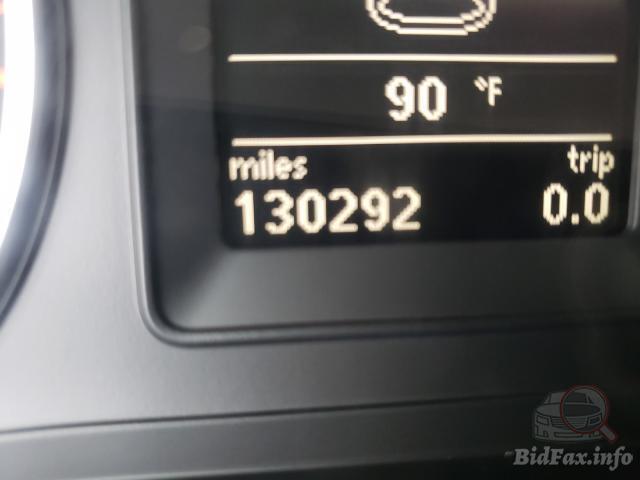 90 °F
miles trip
130292 0.0
BidFax.info